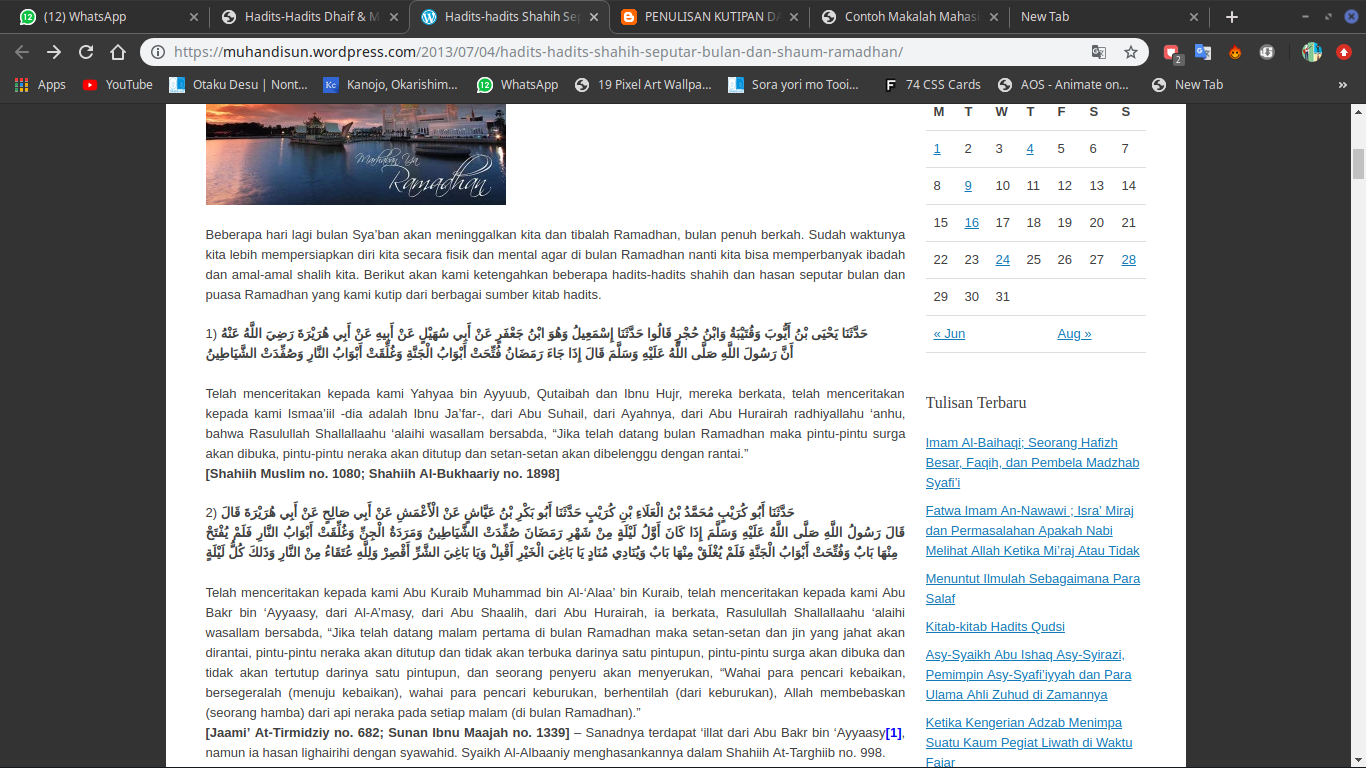 (12) WhatsApp
Hadits-Hadits Dhaif & M
Hadits-hadits Shahih Sep
PENULISAN KUTIPAN DA
Contoh Makalah Mahasi
New Tab
https://muhandisun.wordpress.com/2013/07/04/hadits-hadits-shahih-seputar-bulan-dan-shaum-ramadhan/
2
Apps
YouTube
Otaku Desu | Nont...
Kanojo, Okarishim...
WhatsApp
19 Pixel Art Wallpa...
Sora yori mo Tooi...
74 CSS Cards
AOS - Animate on...
New Tab
»
Marhaban Ya
Ramadhan
Beberapa hari lagi bulan Sya’ban akan meninggalkan kita dan tibalah Ramadhan, bulan penuh berkah. Sudah waktunya
kita lebih mempersiapkan diri kita secara fisik dan mental agar di bulan Ramadhan nanti kita bisa memperbanyak ibadah
dan amal-amal shalih kita. Berikut akan kami ketengahkan beberapa hadits-hadits shahih dan hasan seputar bulan dan
puasa Ramadhan yang kami kutip dari berbagai sumber kitab hadits.
1) حَدَّثَنَا يَحْيَى بْنُ أَيُّوبَ وَقُتَيْبَةُ وَابْنُ حُجْرٍ قَالُوا حَدَّثَنَا إِسْمَعِيلُ وَهُوَ ابْنُ جَعْفَرٍ عَنْ أَبِي سُهَيْلٍ عَنْ أَبِيهِ عَنْ أَبِي هُرَيْرَةَ رَضِيَ اللَّهُ عَنْهُ
أَنَّ رَسُولَ اللَّهِ صَلَّى اللَّهُ عَلَيْهِ وَسَلَّمَ قَالَ إِذَا جَاءَ رَمَضَانُ فُتِّحَتْ أَبْوَابُ الْجَنَّةِ وَغُلِّقَتْ أَبْوَابُ النَّارِ وَصُفِّدَتْ الشَّيَاطِينُ
Telah menceritakan kepada kami Yahyaa bin Ayyuub, Qutaibah dan Ibnu Hujr, mereka berkata, telah menceritakan
kepada kami Ismaa’iil -dia adalah Ibnu Ja’far-, dari Abu Suhail, dari Ayahnya, dari Abu Hurairah radhiyallahu ‘anhu,
bahwa Rasulullah Shallallaahu ‘alaihi wasallam bersabda, “Jika telah datang bulan Ramadhan maka pintu-pintu surga
akan dibuka, pintu-pintu neraka akan ditutup dan setan-setan akan dibelenggu dengan rantai.”
[Shahiih Muslim no. 1080; Shahiih Al-Bukhaariy no. 1898]
2) حَدَّثَنَا أَبُو كُرَيْبٍ مُحَمَّدُ بْنُ الْعَلَاءِ بْنِ كُرَيْبٍ حَدَّثَنَا أَبُو بَكْرِ بْنُ عَيَّاشٍ عَنْ الْأَعْمَشِ عَنْ أَبِي صَالِحٍ عَنْ أَبِي هُرَيْرَةَ قَالَ
قَالَ رَسُولُ اللَّهِ صَلَّى اللَّهُ عَلَيْهِ وَسَلَّمَ إِذَا كَانَ أَوَّلُ لَيْلَةٍ مِنْ شَهْرِ رَمَضَانَ صُفِّدَتْ الشَّيَاطِينُ وَمَرَدَةُ الْجِنِّ وَغُلِّقَتْ أَبْوَابُ النَّارِ فَلَمْ يُفْتَحْ
مِنْهَا بَابٌ وَفُتِّحَتْ أَبْوَابُ الْجَنَّةِ فَلَمْ يُغْلَقْ مِنْهَا بَابٌ وَيُنَادِي مُنَادٍ يَا بَاغِيَ الْخَيْرِ أَقْبِلْ وَيَا بَاغِيَ الشَّرِّ أَقْصِرْ وَلِلَّهِ عُتَقَاءُ مِنْ النَّارِ وَذَلكَ كُلُّ لَيْلَةٍ
Telah menceritakan kepada kami Abu Kuraib Muhammad bin Al-‘Alaa’ bin Kuraib, telah menceritakan kepada kami Abu
Bakr bin ‘Ayyaasy, dari Al-A’masy, dari Abu Shaalih, dari Abu Hurairah, ia berkata, Rasulullah Shallallaahu ‘alaihi
wasallam bersabda, “Jika telah datang malam pertama di bulan Ramadhan maka setan-setan dan jin yang jahat akan
dirantai, pintu-pintu neraka akan ditutup dan tidak akan terbuka darinya satu pintupun, pintu-pintu surga akan dibuka dan
tidak akan tertutup darinya satu pintupun, dan seorang penyeru akan menyerukan, “Wahai para pencari kebaikan,
bersegeralah (menuju kebaikan), wahai para pencari keburukan, berhentilah (dari keburukan), Allah membebaskan
(seorang hamba) dari api neraka pada setiap malam (di bulan Ramadhan).”
[Jaami’ At-Tirmidziy no. 682; Sunan Ibnu Maajah no. 1339] – Sanadnya terdapat ‘illat dari Abu Bakr bin ‘Ayyaasy[1],
namun ia hasan lighairihi dengan syawahid. Syaikh Al-Albaaniy menghasankannya dalam Shahiih At-Targhiib no. 998.
M T W T F S S
1 2 3 4 5 6 7
8 9 10 11 12 13 14
15 16 17 18 19 20 21
22 23 24 25 26 27 28
29 30 31
« Jun Aug »
Tulisan Terbaru
Imam Al-Baihaqi; Seorang Hafizh
Besar, Faqih, dan Pembela Madzhab
Syafi’i
Fatwa Imam An-Nawawi ; Isra’ Miraj
dan Permasalahan Apakah Nabi
Melihat Allah Ketika Mi’raj Atau Tidak
Menuntut Ilmulah Sebagaimana Para
Salaf
Kitab-kitab Hadits Qudsi
Asy-Syaikh Abu Ishaq Asy-Syirazi,
Pemimpin Asy-Syafi’iyyah dan Para
Ulama Ahli Zuhud di Zamannya
Ketika Kengerian Adzab Menimpa
Suatu Kaum Pegiat Liwath di Waktu
Fajar